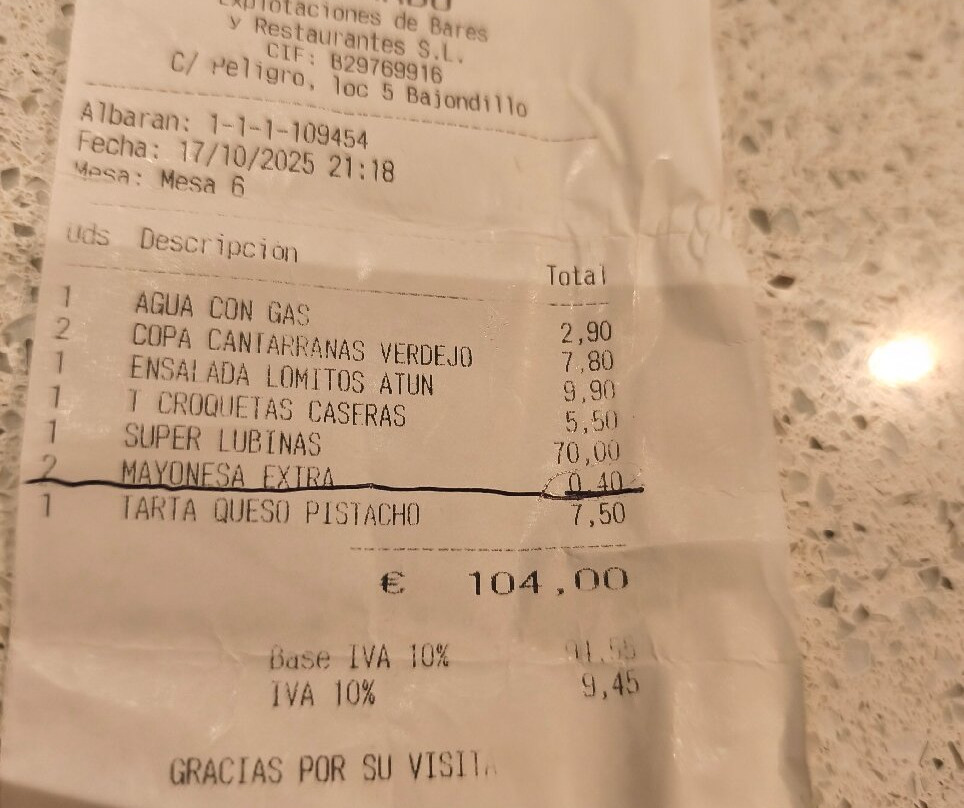 Explotaciones de Bares
y Restaurantes S.L.
CIF: B29769916
C/ Peligro, loc 5 Bajondillo
Albaran: 1-1-1-109454
Fecha: 17/10/2025 21:18
Mesa: Mesa 6
uds Descripción Total
1 AGUA CON GAS 2,90
2 COPA CANTARRANAS VERDEJO 7,80
1 ENSALADA LOMITOS ATUN 9,90
1 T CROQUETAS CASERAS 5,50
1 SUPER LUBINAS 70,00
2 MAYONESA EXTRA 0,40
1 TARTA QUESO PISTACHO 7,50
€ 104,00
Base IVA 10% 94,55
IVA 10% 9,45
GRACIAS POR SU VISITA